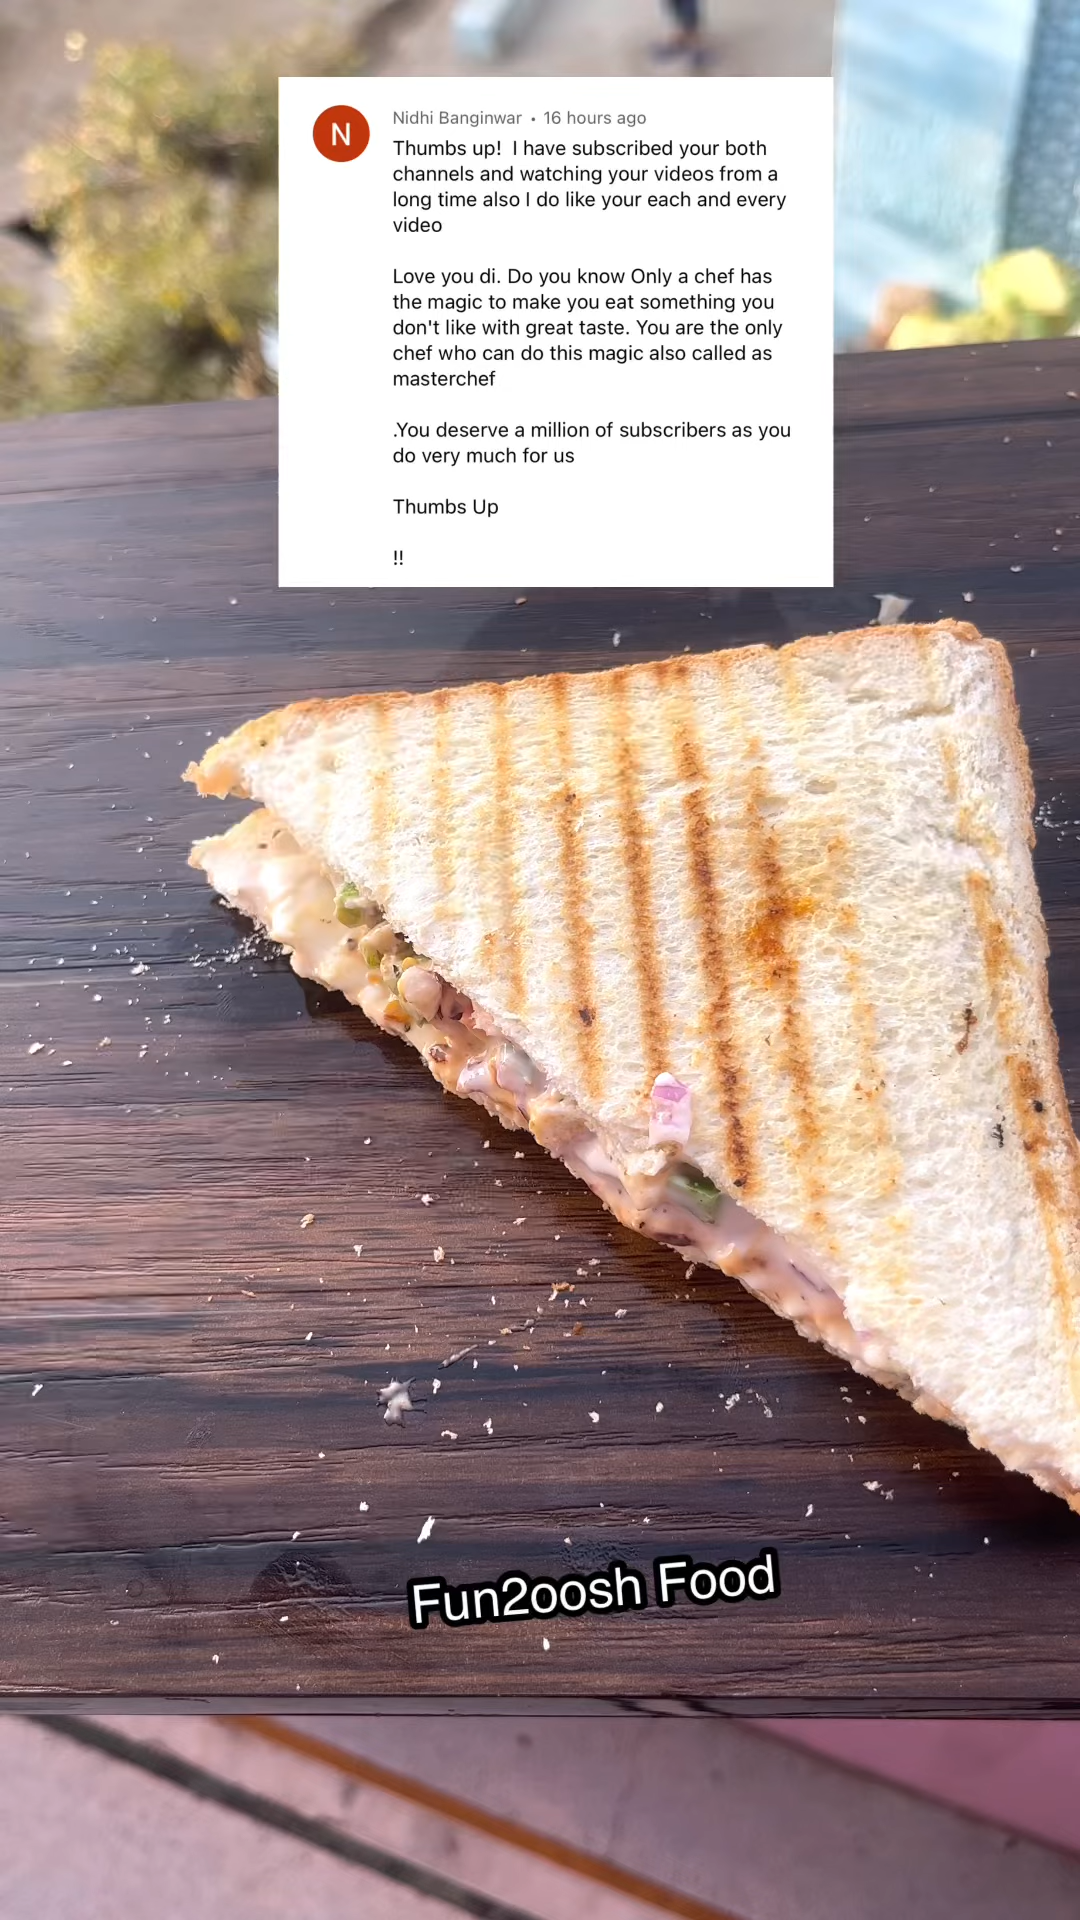 N
Nidhi Banginwar • 16 hours ago
Thumbs up!  I have subscribed your both
channels and watching your videos from a
long time also I do like your each and every
video
Love you di. Do you know Only a chef has
the magic to make you eat something you
don't like with great taste. You are the only
chef who can do this magic also called as
masterchef
.You deserve a million of subscribers as you
do very much for us
Thumbs Up
!!
Fun2oosh Food